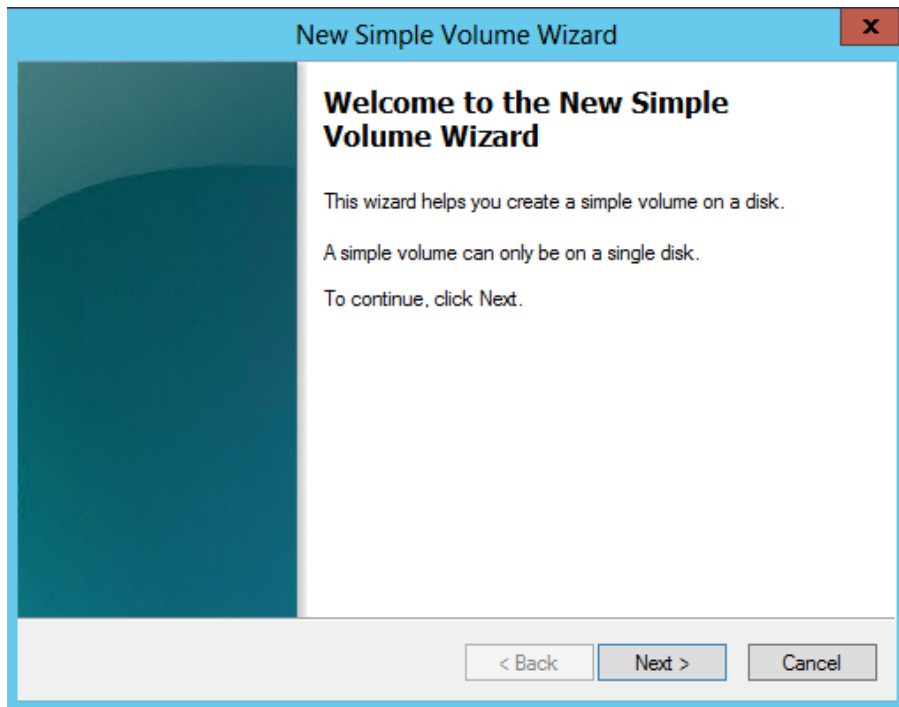 New Simple Volume Wizard
x
Welcome to the New Simple
Volume Wizard
This wizard helps you create a simple volume on a disk.
A simple volume can only be on a single disk.
To continue, click Next.
< Back
Next >
Cancel